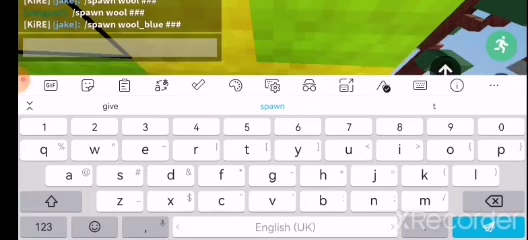 [KiRE] [jake]: /spawn wool ###
/spawn wool ###
[KiRE] [jake]: /spawn wool_blue ###
GIF
give spawn t
1 2 3 4 5 6 7 8 9 0
q % w ^ e ~ r | t [ y ] u < i > o { p }
a @ s # d & f * g - h + j = k ( l )
z - x $ c " v ' b : n ; m /
123 , English (UK)
XRecorder